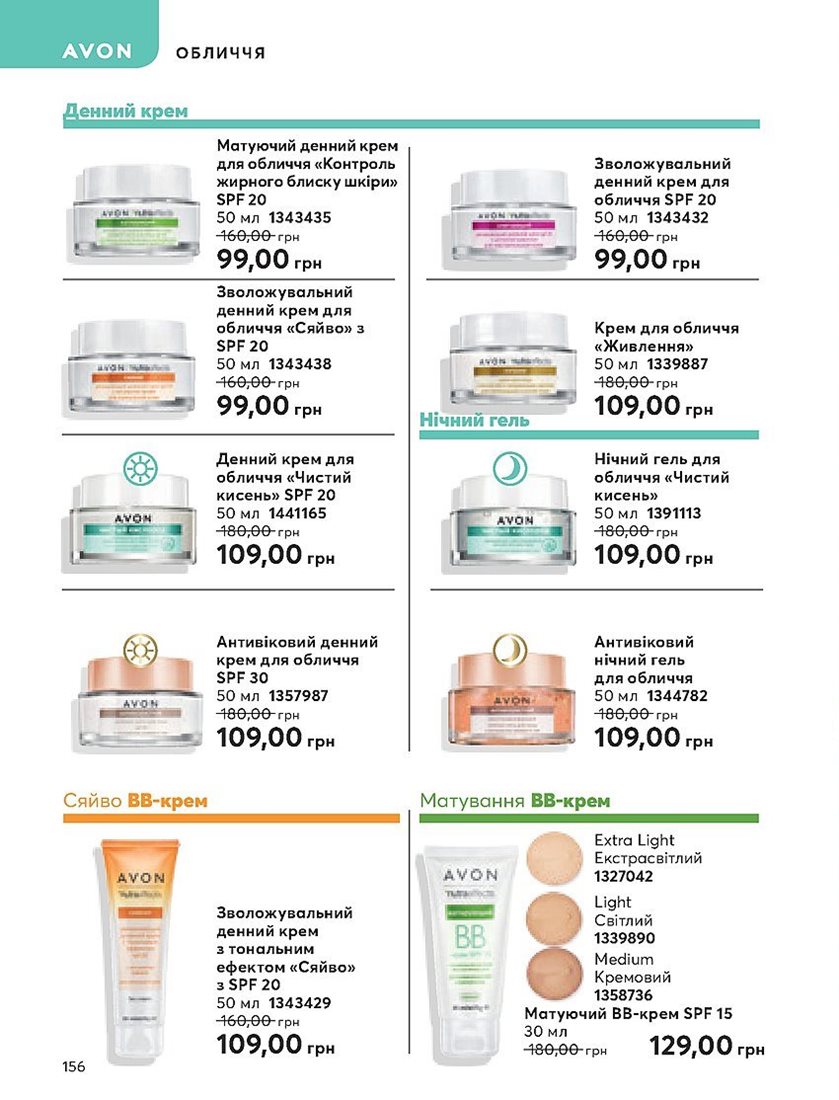 AVON
ОБЛИЧЧЯ
Денний крем
Матуючий денний крем
для обличчя «Контроль
жирного блиску шкіри»
SPF 20
50 мл 1343435
160,00 грн
99,00 грн
Зволожувальний
денний крем для
обличчя SPF 20
50 мл 1343432
160,00 грн
99,00 грн
Зволожувальний
денний крем для
обличчя «Сяйво» з
SPF 20
50 мл 1343438
160,00 грн
99,00 грн
Крем для обличчя
«Живлення»
50 мл 1339887
180,00 грн
109,00 грн
Нічний гель
Денний крем для
обличчя «Чистий
кисень» SPF 20
50 мл 1441165
180,00 грн
109,00 грн
AVON
Нічний гель для
обличчя «Чистий
кисень»
50 мл 1391113
180,00 грн
109,00 грн
AVON
Антивіковий денний
крем для обличчя
SPF 30
50 мл 1357987
180,00 грн
109,00 грн
AVON
Антивіковий
нічний гель
для обличчя
50 мл 1344782
180,00 грн
109,00 грн
AVON
Сяйво BB-крем
AVON
nutraeffects
Зволожувальний
денний крем
з тональним
ефектом «Сяйво»
з SPF 20
50 мл 1343429
160,00 грн
109,00 грн
Матування BB-крем
AVON
nutraeffects
BB
Extra Light
Екстрасвітлий
1327042
Light
Світлий
1339890
Medium
Кремовий
1358736
Матуючий BB-крем SPF 15
30 мл
180,00 грн 129,00 грн
156